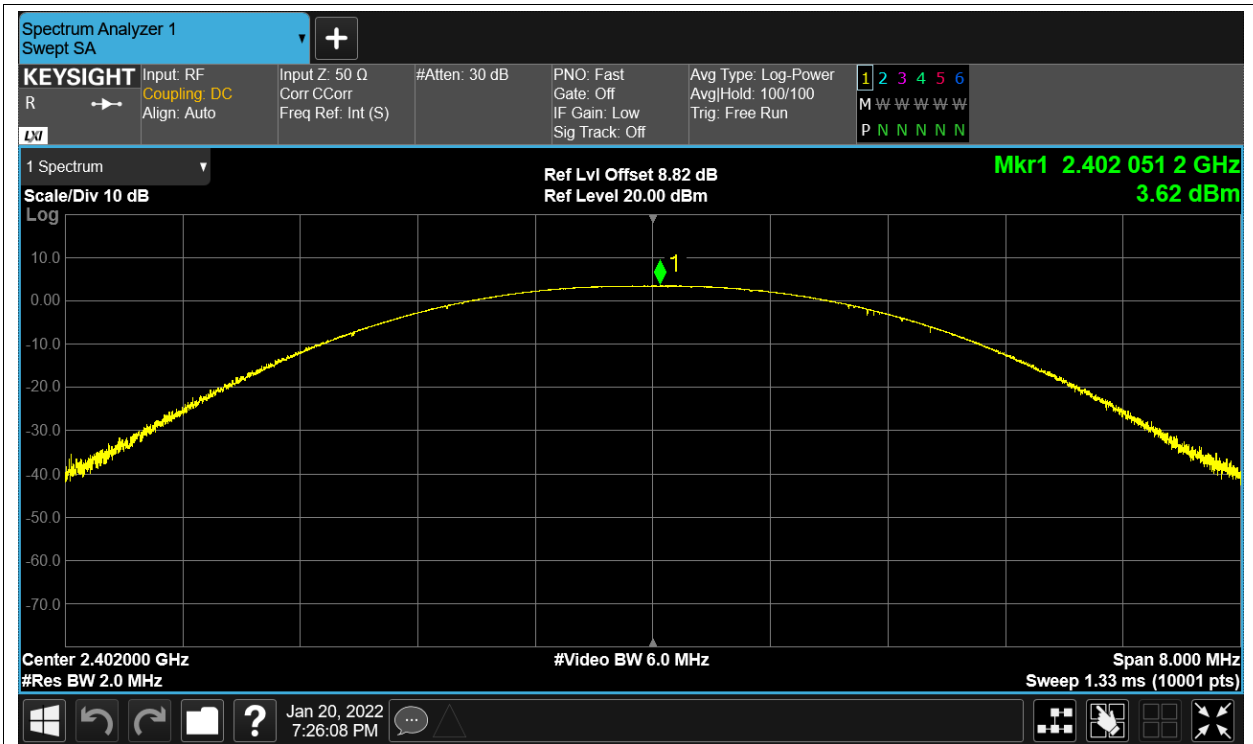 Spectrum Analyzer 1
Swept SA
KEYSIGHT
R
LXI
Input: RF
Coupling: DC
Align: Auto
Input Z: 50 Ω
Corr CCorr
Freq Ref: Int (S)
#Atten: 30 dB
PNO: Fast
Gate: Off
IF Gain: Low
Sig Track: Off
Avg Type: Log-Power
Avg|Hold: 100/100
Trig: Free Run
1 2 3 4 5 6
M W W W W W
P N N N N N
1 Spectrum
Scale/Div 10 dB
Ref Lvl Offset 8.82 dB
Ref Level 20.00 dBm
Mkr1 2.402 051 2 GHz
3.62 dBm
Log
10.0
0.00
-10.0
-20.0
-30.0
-40.0
-50.0
-60.0
-70.0
1
Center 2.402000 GHz
#Res BW 2.0 MHz
#Video BW 6.0 MHz
Span 8.000 MHz
Sweep 1.33 ms (10001 pts)
?
Jan 20, 2022
7:26:08 PM